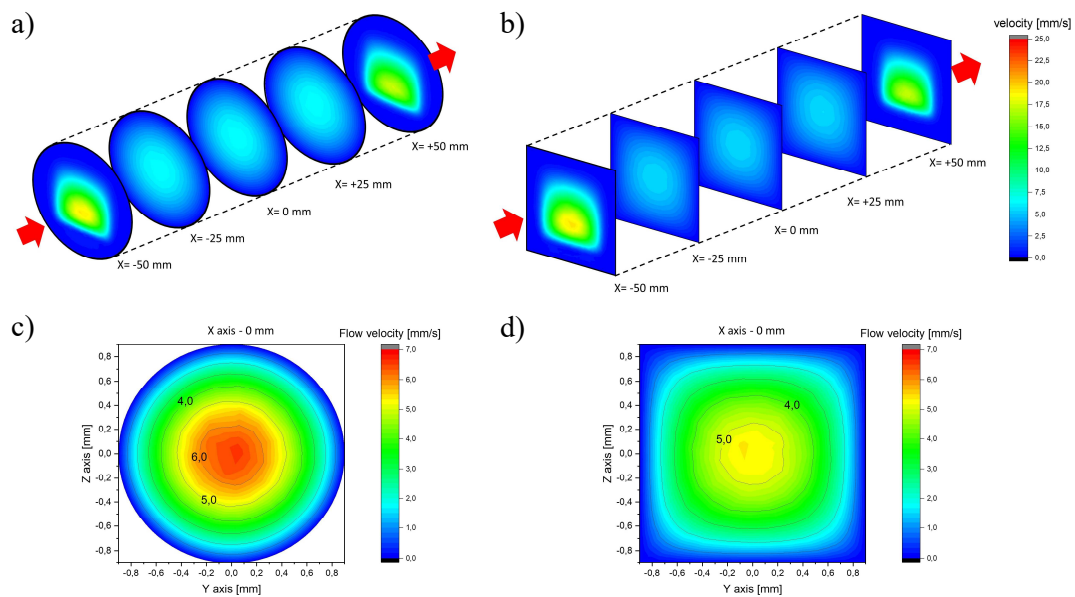 a)
X= -50 mm
X= -25 mm
X= 0 mm
X= +25 mm
X= +50 mm
b)
X= -50 mm
X= -25 mm
X= 0 mm
X= +25 mm
X= +50 mm
velocity [mm/s]
25,0
22,5
20,0
17,5
15,0
12,5
10,0
7,5
5,0
2,5
0,0
c)
X axis - 0 mm
Flow velocity [mm/s]
Z axis [mm]
0,8
0,6
0,4
0,2
0,0
-0,2
-0,4
-0,6
-0,8
4,0
6,0
5,0
-0,8 -0,6 -0,4 -0,2 0,0 0,2 0,4 0,6 0,8
Y axis [mm]
7,0
6,0
5,0
4,0
3,0
2,0
1,0
0,0
d)
X axis - 0 mm
Flow velocity [mm/s]
Z axis [mm]
0,8
0,6
0,4
0,2
0,0
-0,2
-0,4
-0,6
-0,8
4,0
5,0
-0,8 -0,6 -0,4 -0,2 0,0 0,2 0,4 0,6 0,8
Y axis [mm]
7,0
6,0
5,0
4,0
3,0
2,0
1,0
0,0